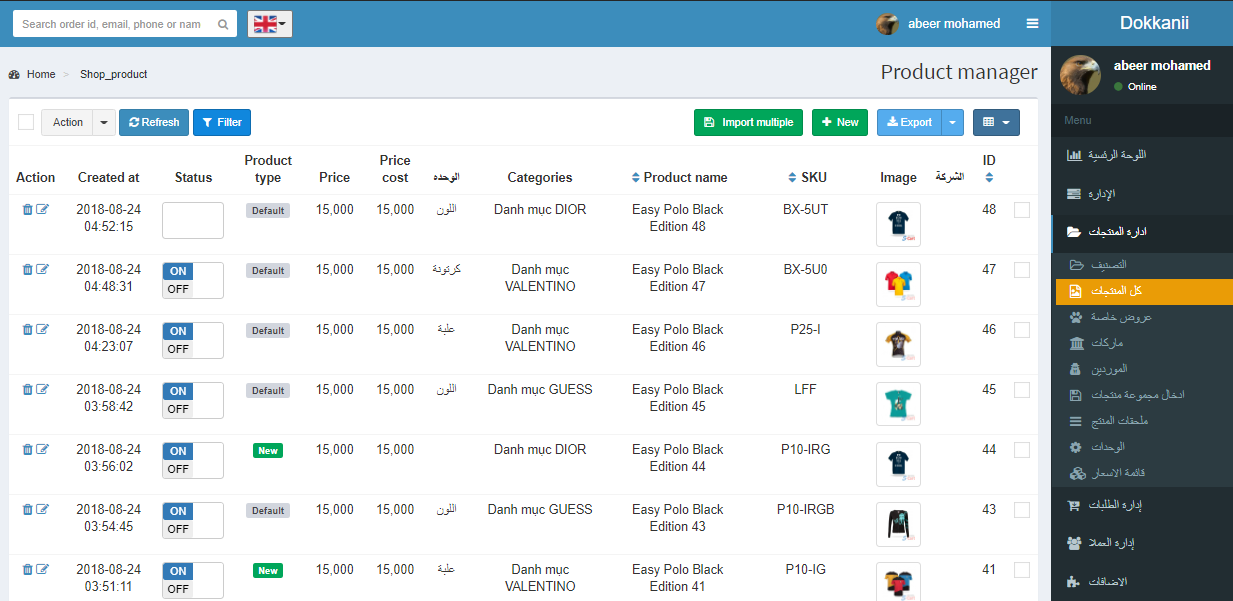 Search order id, email, phone or nam
abeer mohamed
Dokkanii
Home > Shop_product
Product manager
abeer mohamed
Online
Menu
Action
Refresh
Filter
Import multiple
New
Export
Action Created at Status Product type Price Price cost الوحده Categories Product name SKU Image الشركة ID
2018-08-24 Default 15,000 15,000 اللون Danh mục DIOR Easy Polo Black BX-5UT 48
04:52:15 Edition 48
2018-08-24 ON Default 15,000 15,000 كرتونة Danh mục Easy Polo Black BX-5U0 47
04:48:31 OFF VALENTINO Edition 47
2018-08-24 ON Default 15,000 15,000 علبة Danh mục Easy Polo Black P25-I 46
04:23:07 OFF VALENTINO Edition 46
2018-08-24 ON Default 15,000 15,000 اللون Danh mục GUESS Easy Polo Black LFF 45
03:58:42 OFF Edition 45
2018-08-24 ON New 15,000 15,000 Danh mục DIOR Easy Polo Black P10-IRG 44
03:56:02 OFF Edition 44
2018-08-24 ON Default 15,000 15,000 اللون Danh mục GUESS Easy Polo Black P10-IRGB 43
03:54:45 OFF Edition 43
2018-08-24 ON New 15,000 15,000 علبة Danh mục Easy Polo Black P10-IG 41
03:51:11 OFF VALENTINO Edition 41
اللوحة الرئسية
الإداره
اداره المنتجات
التصنيف
كل المنتجات
عروض خاصة
ماركات
الموردين
ادخال مجموعة منتجات
ملحقات المنتج
الوحدات
قائمة الاسعار
إدارة الطلبيات
إداره العملا
الاضافات